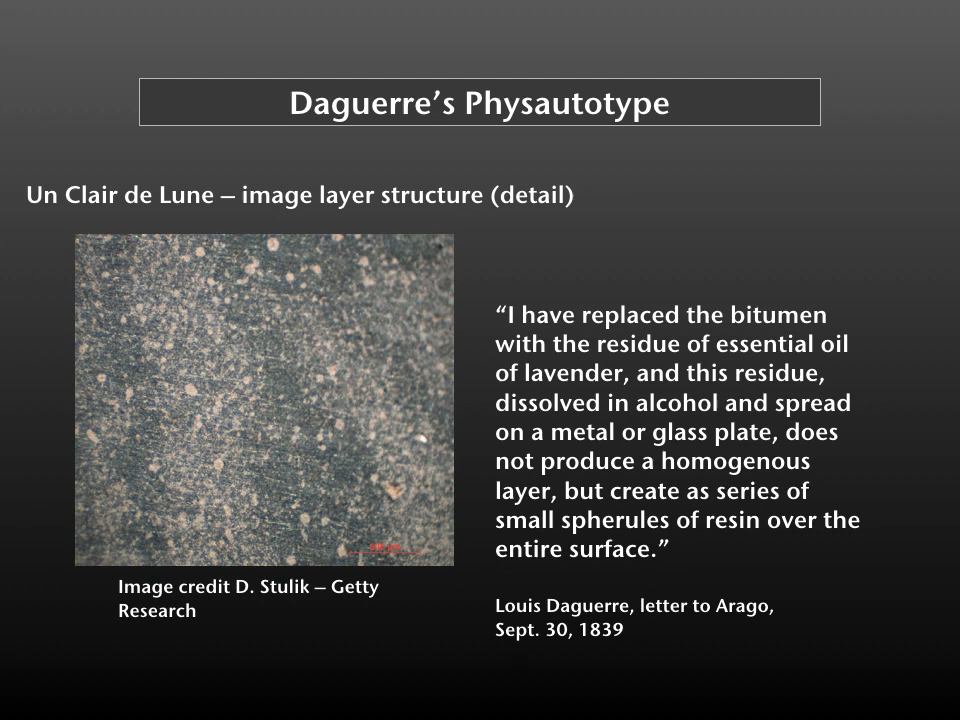 Daguerre’s Physautotype
Un Clair de Lune – image layer structure (detail)
“I have replaced the bitumen
with the residue of essential oil
of lavender, and this residue,
dissolved in alcohol and spread
on a metal or glass plate, does
not produce a homogenous
layer, but create as series of
small spherules of resin over the
entire surface.”
Image credit D. Stulik – Getty
Research
Louis Daguerre, letter to Arago,
Sept. 30, 1839